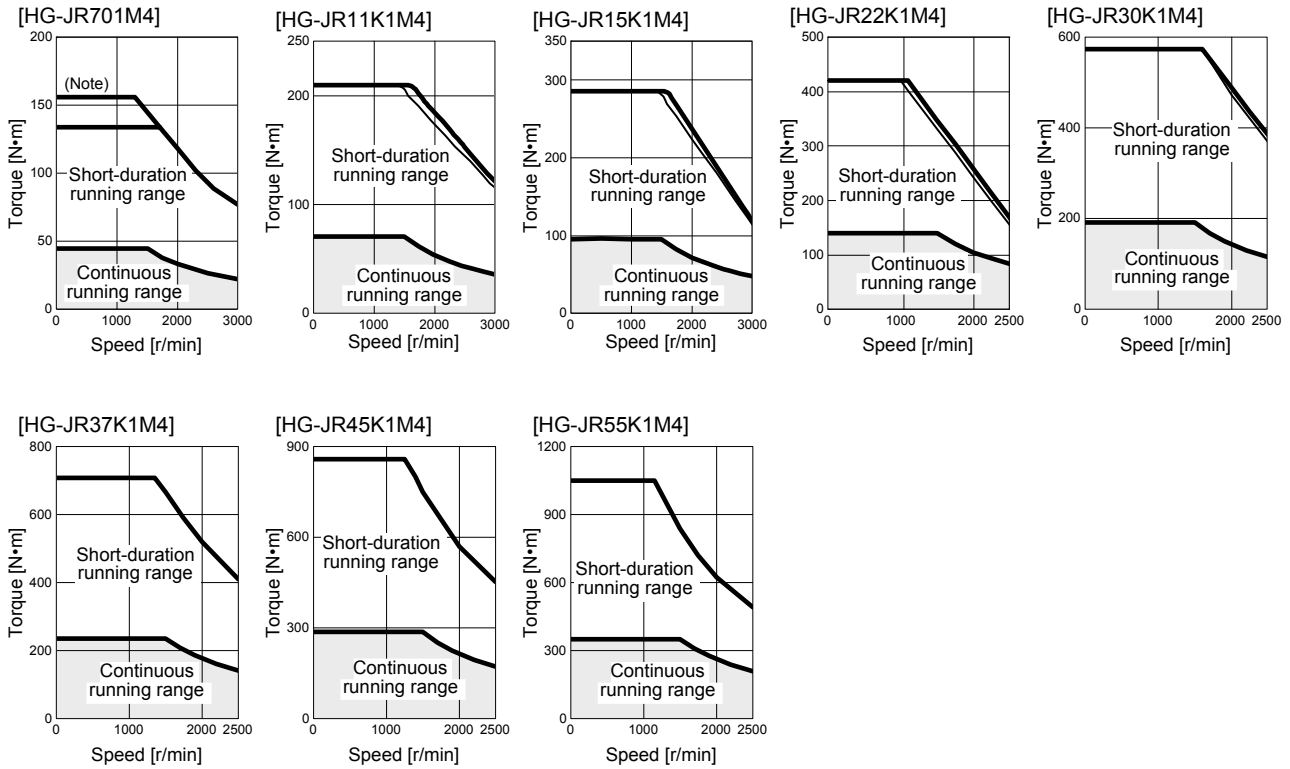 [HG-JR701M4]
200
150
100
50
0
(Note)
Short-duration
running range
Continuous
running range
0 1000 2000 3000
Torque [N•m]
Speed [r/min]
[HG-JR11K1M4]
250
200
100
0
Short-duration
running range
Continuous
running range
0 1000 2000 3000
Torque [N•m]
Speed [r/min]
[HG-JR15K1M4]
350
300
200
100
0
Short-duration
running range
Continuous
running range
0 1000 2000 3000
Torque [N•m]
Speed [r/min]
[HG-JR22K1M4]
500
400
300
200
100
0
Short-duration
running range
Continuous
running range
0 1000 2000 2500
Torque [N•m]
Speed [r/min]
[HG-JR30K1M4]
600
400
200
0
Short-duration
running range
Continuous
running range
0 1000 2000 2500
Torque [N•m]
Speed [r/min]
[HG-JR37K1M4]
800
600
400
200
0
Short-duration
running range
Continuous
running range
0 1000 2000 2500
Torque [N•m]
Speed [r/min]
[HG-JR45K1M4]
900
600
300
0
Short-duration
running range
Continuous
running range
0 1000 2000 2500
Torque [N•m]
Speed [r/min]
[HG-JR55K1M4]
1200
900
600
300
0
Short-duration
running range
Continuous
running range
0 1000 2000 2500
Torque [N•m]
Speed [r/min]